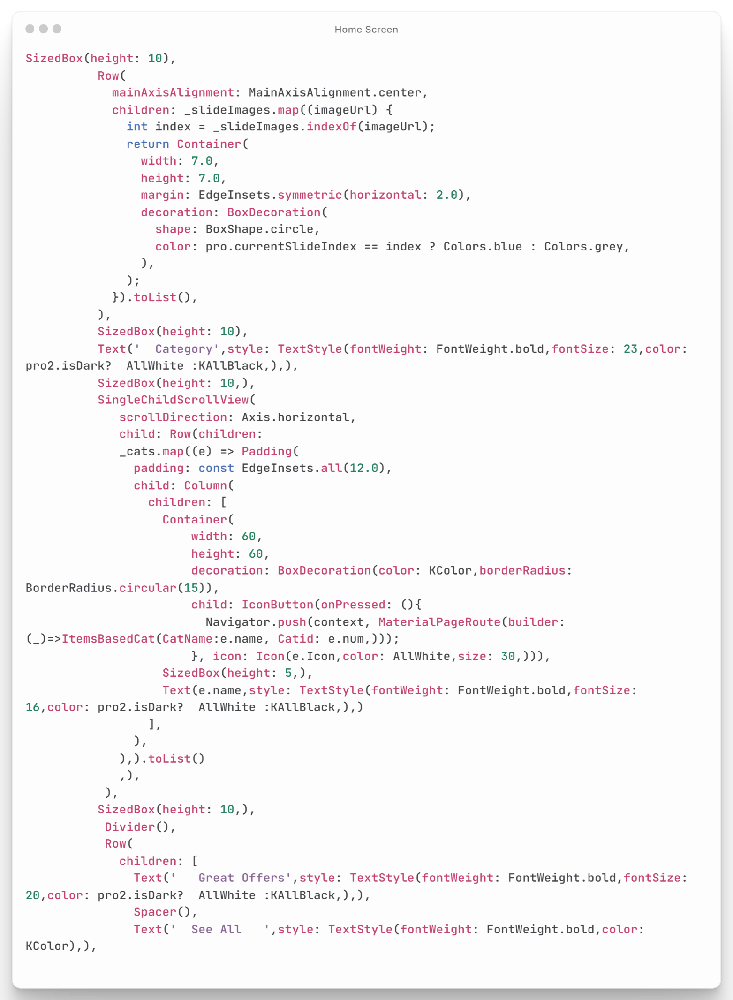 Home Screen
SizedBox(height: 10),
          Row(
            mainAxisAlignment: MainAxisAlignment.center,
            children: _slideImages.map((imageUrl) {
              int index = _slideImages.indexOf(imageUrl);
              return Container(
                width: 7.0,
                height: 7.0,
                margin: EdgeInsets.symmetric(horizontal: 2.0),
                decoration: BoxDecoration(
                  shape: BoxShape.circle,
                  color: pro.currentSlideIndex == index ? Colors.blue : Colors.grey,
                ),
              );
            }).toList(),
          ),
          SizedBox(height: 10),
          Text('  Category',style: TextStyle(fontWeight: FontWeight.bold,fontSize: 23,color:
pro2.isDark?  AllWhite :KAllBlack,),),
          SizedBox(height: 10,),
          SingleChildScrollView(
             scrollDirection: Axis.horizontal,
             child: Row(children:
             _cats.map((e) => Padding(
               padding: const EdgeInsets.all(12.0),
               child: Column(
                 children: [
                   Container(
                       width: 60,
                       height: 60,
                       decoration: BoxDecoration(color: KColor,borderRadius:
BorderRadius.circular(15)),
                       child: IconButton(onPressed: (){
                         Navigator.push(context, MaterialPageRoute(builder:
(_)=>ItemsBasedCat(CatName:e.name, Catid: e.num,)));
                       }, icon: Icon(e.Icon,color: AllWhite,size: 30,))),
                   SizedBox(height: 5,),
                   Text(e.name,style: TextStyle(fontWeight: FontWeight.bold,fontSize:
16,color: pro2.isDark?  AllWhite :KAllBlack,),)
                 ],
               ),
             ),).toList()
             ,),
           ),
          SizedBox(height: 10,),
           Divider(),
           Row(
             children: [
               Text('   Great Offers',style: TextStyle(fontWeight: FontWeight.bold,fontSize:
20,color: pro2.isDark?  AllWhite :KAllBlack,),),
               Spacer(),
               Text('  See All   ',style: TextStyle(fontWeight: FontWeight.bold,color:
KColor),),